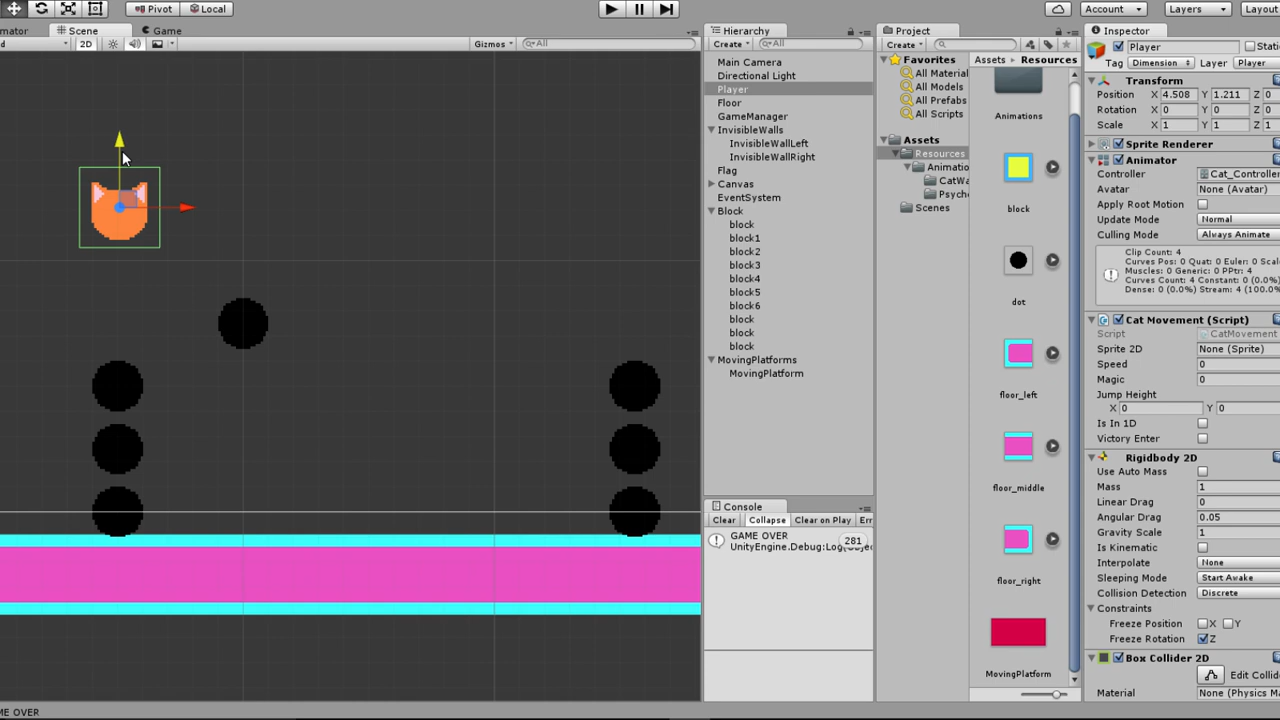 Pivot Local
Account Layers Layout
mator Scene Game
d 2D Gizmos All
Hierarchy
Create All
Main Camera
Directional Light
Player
Floor
GameManager
InvisibleWalls
InvisibleWallLeft
InvisibleWallRight
Flag
Canvas
EventSystem
Block
block
block1
block2
block3
block4
block5
block6
block
block
block
MovingPlatforms
MovingPlatform
Console
Clear Collapse Clear on Play Err
GAME OVER 281
UnityEngine.Debug:Log(Objec
Project
Create
Favorites
All Material
All Models
All Prefabs
All Scripts
Assets
Resources
Animatio
CatWa
Psych
Scenes
Assets Resources
Animations
block
dot
floor_left
floor_middle
floor_right
MovingPlatform
Inspector
Player Stati
Tag Dimension Layer Player
Transform
Position X 4.508 Y 1.211 Z 0
Rotation X 0 Y 0 Z 0
Scale X 1 Y 1 Z 1
Sprite Renderer
Animator
Controller Cat_Controller
Avatar None (Avatar)
Apply Root Motion
Update Mode Normal
Culling Mode Always Animate
Clip Count: 4
Curves Pos: 0 Quat: 0 Euler: 0 Scale
Muscles: 0 Generic: 0 PPtr: 4
Curves Count: 4 Constant: 0 (0.0%)
Dense: 0 (0.0%) Stream: 4 (100.0%
Cat Movement (Script)
Script CatMovement
Sprite 2D None (Sprite)
Speed 0
Magic 0
Jump Height
X 0 Y 0
Is In 1D
Victory Enter
Rigidbody 2D
Use Auto Mass
Mass 1
Linear Drag 0
Angular Drag 0.05
Gravity Scale 1
Is Kinematic
Interpolate None
Sleeping Mode Start Awake
Collision Detection Discrete
Constraints
Freeze Position X Y
Freeze Rotation Z
Box Collider 2D
Edit Collider
Material None (Physics Ma
ME OVER